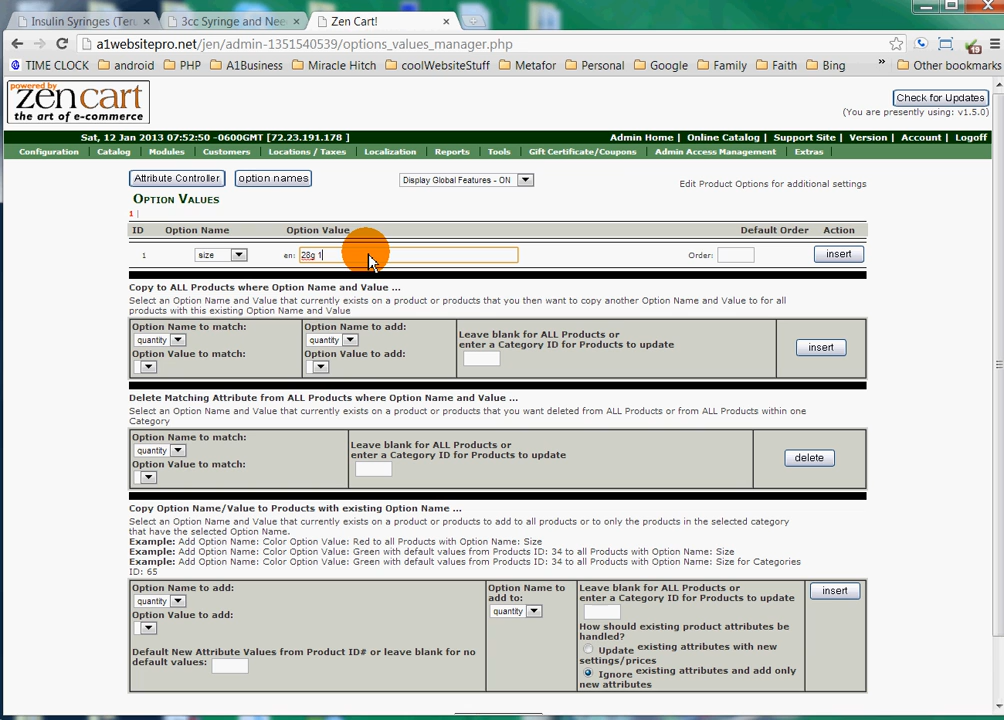 Insulin Syringes (Teru
3cc Syringe and Nee
Zen Cart!
a1websitepro.net/jen/admin-1351540539/options_values_manager.php
19
TIME CLOCK android PHP A1Business Miracle Hitch coolWebsiteStuff Metafor Personal Google Family Faith Bing » Other bookmarks
powered by
zen cart
the art of e-commerce
Check for Updates
(You are presently using: v1.5.0)
Sat, 12 Jan 2013 07:52:50 -0600GMT [72.23.191.178 ]
Admin Home | Online Catalog | Support Site | Version | Account | Logoff
Configuration Catalog Modules Customers Locations / Taxes Localization Reports Tools Gift Certificate/Coupons Admin Access Management Extras
Attribute Controller option names Display Global Features - ON Edit Product Options for additional settings
Option Values
1 |
ID Option Name Option Value Default Order Action
1 size en: 28g 1 Order: insert
Copy to ALL Products where Option Name and Value ...
Select an Option Name and Value that currently exists on a product or products that you then want to copy another Option Name and Value to for all
products with this existing Option Name and Value
Option Name to match:
quantity
Option Value to match:
Option Name to add:
quantity
Option Value to add:
Leave blank for ALL Products or
enter a Category ID for Products to update
insert
Delete Matching Attribute from ALL Products where Option Name and Value ...
Select an Option Name and Value that currently exists on a product or products that you want deleted from ALL Products or from ALL Products within one
Category
Option Name to match:
quantity
Option Value to match:
Leave blank for ALL Products or
enter a Category ID for Products to update
delete
Copy Option Name/Value to Products with existing Option Name ...
Select an Option Name and Value that currently exists on a product or products to add to all products or to only the products in the selected category
that have the selected Option Name.
Example: Add Option Name: Color Option Value: Red to all Products with Option Name: Size
Example: Add Option Name: Color Option Value: Green with default values from Products ID: 34 to all Products with Option Name: Size
Example: Add Option Name: Color Option Value: Green with default values from Products ID: 34 to all Products with Option Name: Size for Categories
ID: 65
Option Name to add:
quantity
Option Value to add:
Default New Attribute Values from Product ID# or leave blank for no
default values:
Option Name to
add to:
quantity
Leave blank for ALL Products or
enter a Category ID for Products to update
How should existing product attributes be
handled?
Update existing attributes with new
settings/prices
Ignore existing attributes and add only
new attributes
insert